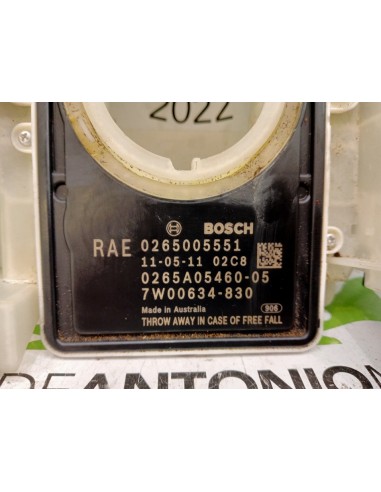 2022
BOSCH
RAE 0265005551
11-05-11 02C8
0265A05460-05
7W00634-830
Made in Australia 906
THROW AWAY IN CASE OF FREE FALL
REANTONIO